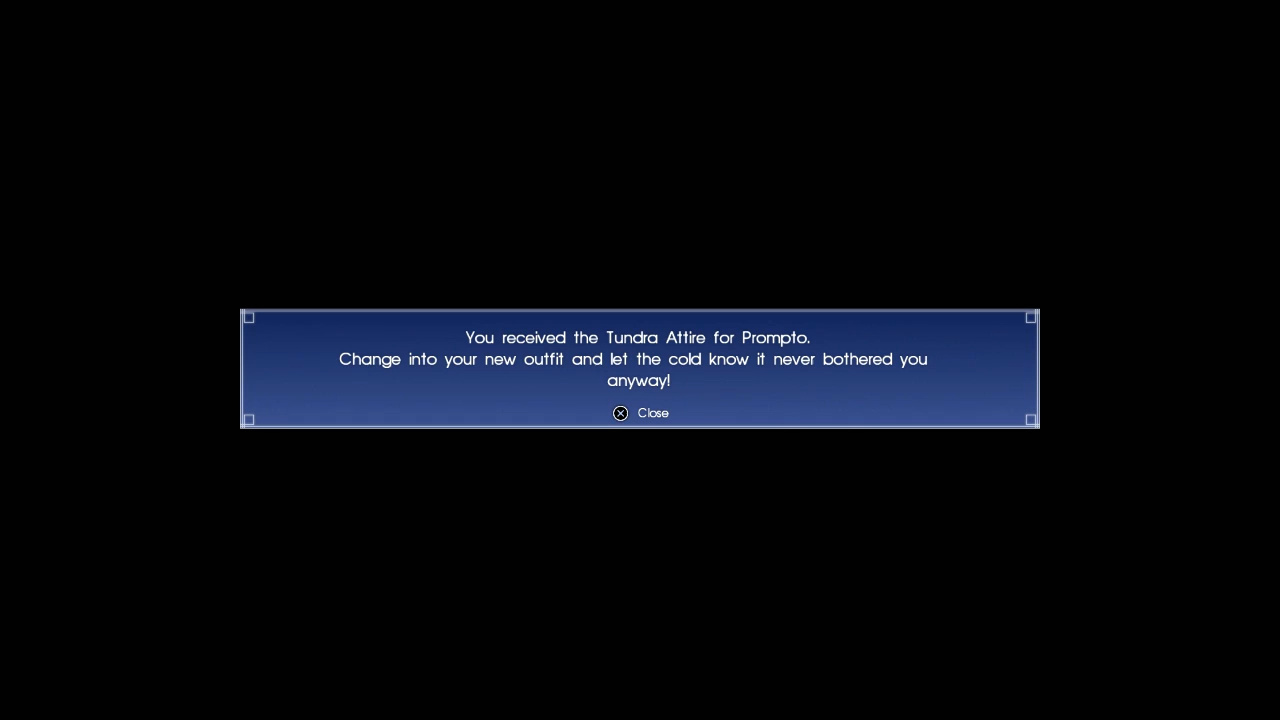 You received the Tundra Attire for Prompto.
Change into your new outfit and let the cold know it never bothered you
anyway!
Close